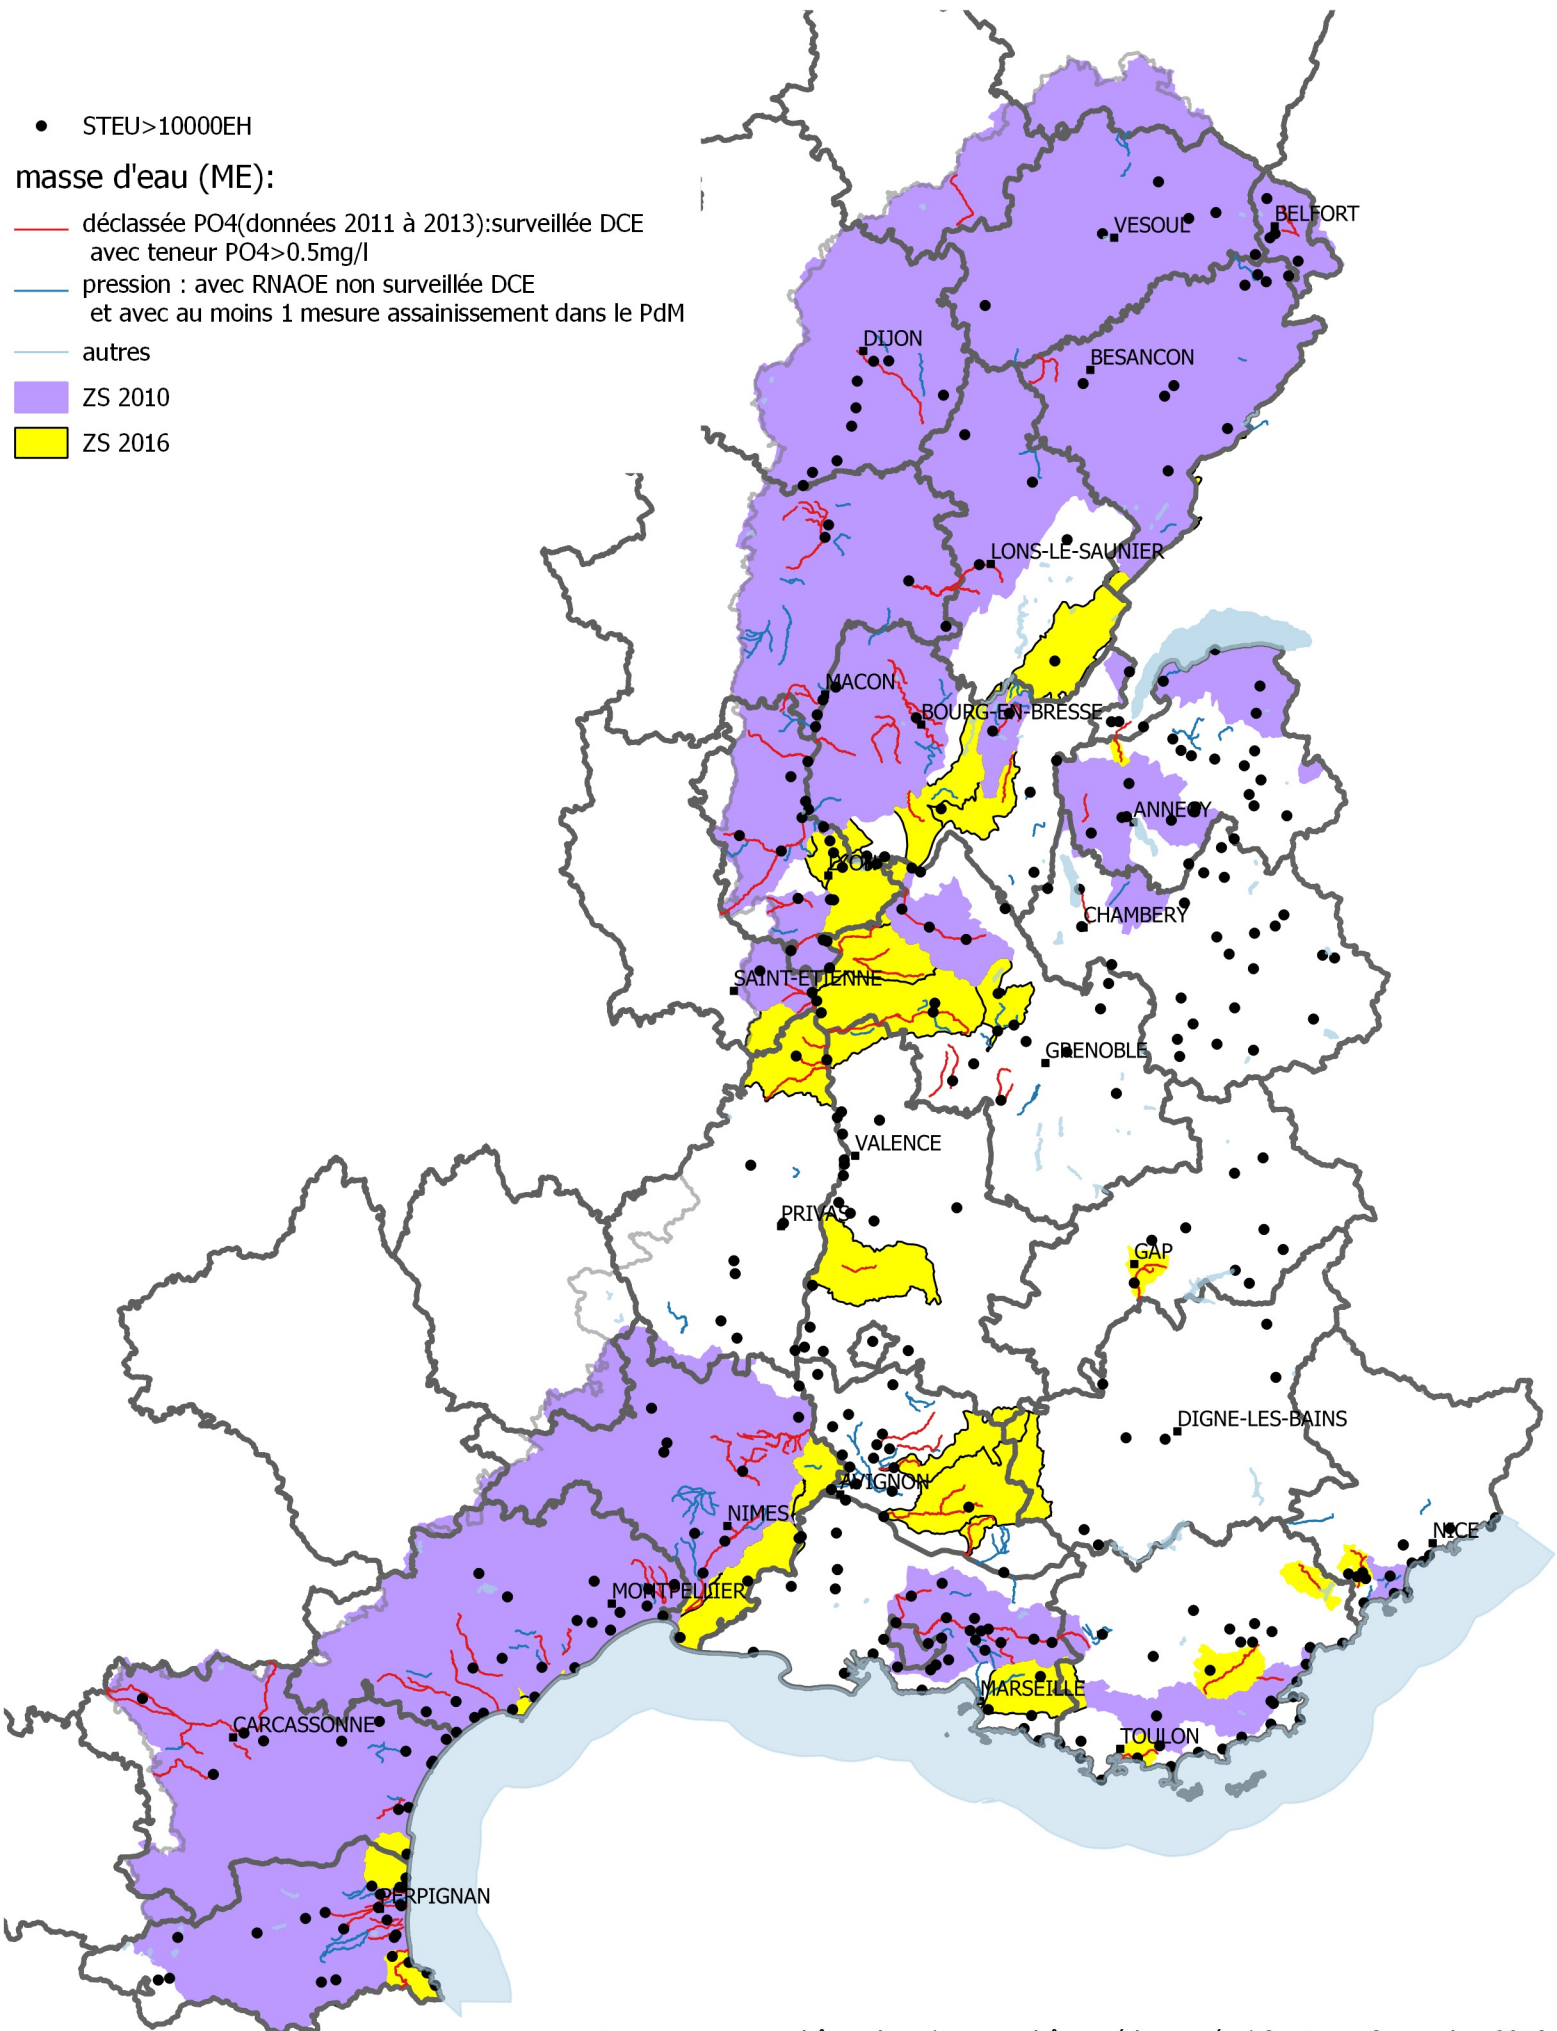 STEU>10000EH
masse d'eau (ME):
déclassée PO4(données 2011 à 2013):surveillée DCE
avec teneur PO4>0.5mg/l
pression : avec RNAOE non surveillée DCE
et avec au moins 1 mesure assainissement dans le PdM
autres
ZS 2010
ZS 2016
BELFORT
VESOUL
DIJON
BESANCON
LONS-LE-SAUNIER
MACON
BOURG-EN-BRESSE
ANNECY
LYON
CHAMBERY
SAINT-ETIENNE
GRENOBLE
VALENCE
PRIVAS
GAP
DIGNE-LES-BAINS
AVIGNON
NIMES
NICE
MONTPELLIER
MARSEILLE
CARCASSONNE
TOULON
PERPIGNAN